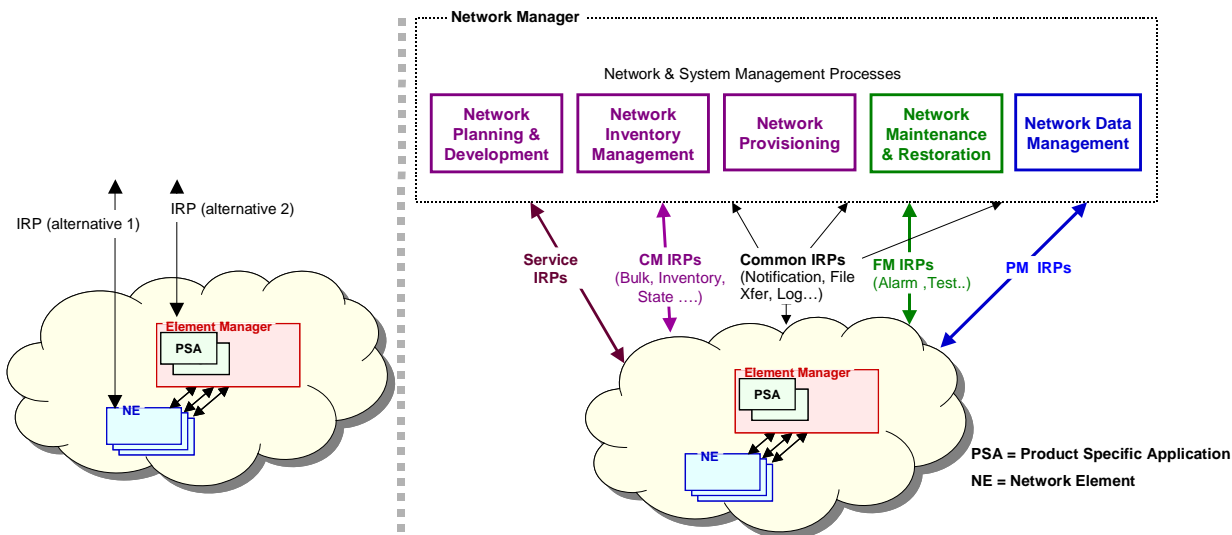 Network Manager
Network & System Management Processes
Network
Planning &
Development
Network
Inventory
Management
Network
Provisioning
Network
Maintenance
& Restoration
Network Data
Management
IRP (alternative 1)
IRP (alternative 2)
Service
IRPs
CM IRPs
(Bulk, Inventory,
State ….)
Common IRPs
(Notification, File
Xfer, Log…)
FM IRPs
(Alarm ,Test..)
PM IRPs
Element Manager
PSA
NE
Element Manager
PSA
NE
PSA = Product Specific Application
NE = Network Element